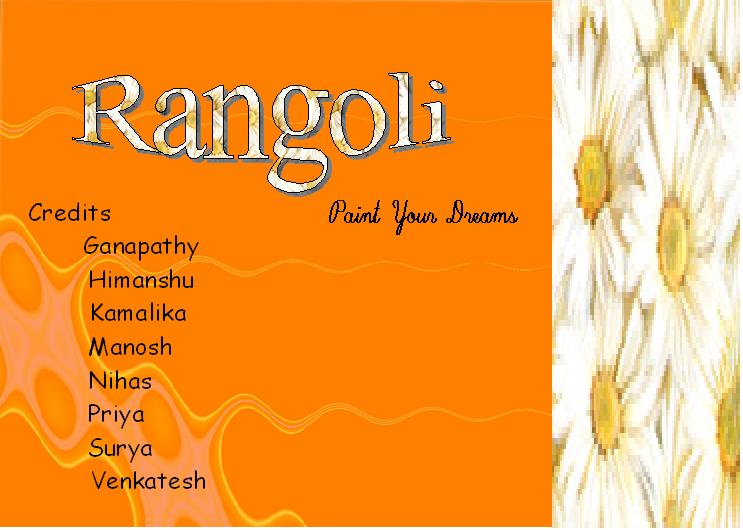 Rangoli
Paint Your Dreams
Credits
Ganapathy
Himanshu
Kamalika
Manosh
Nihas
Priya
Surya
Venkatesh